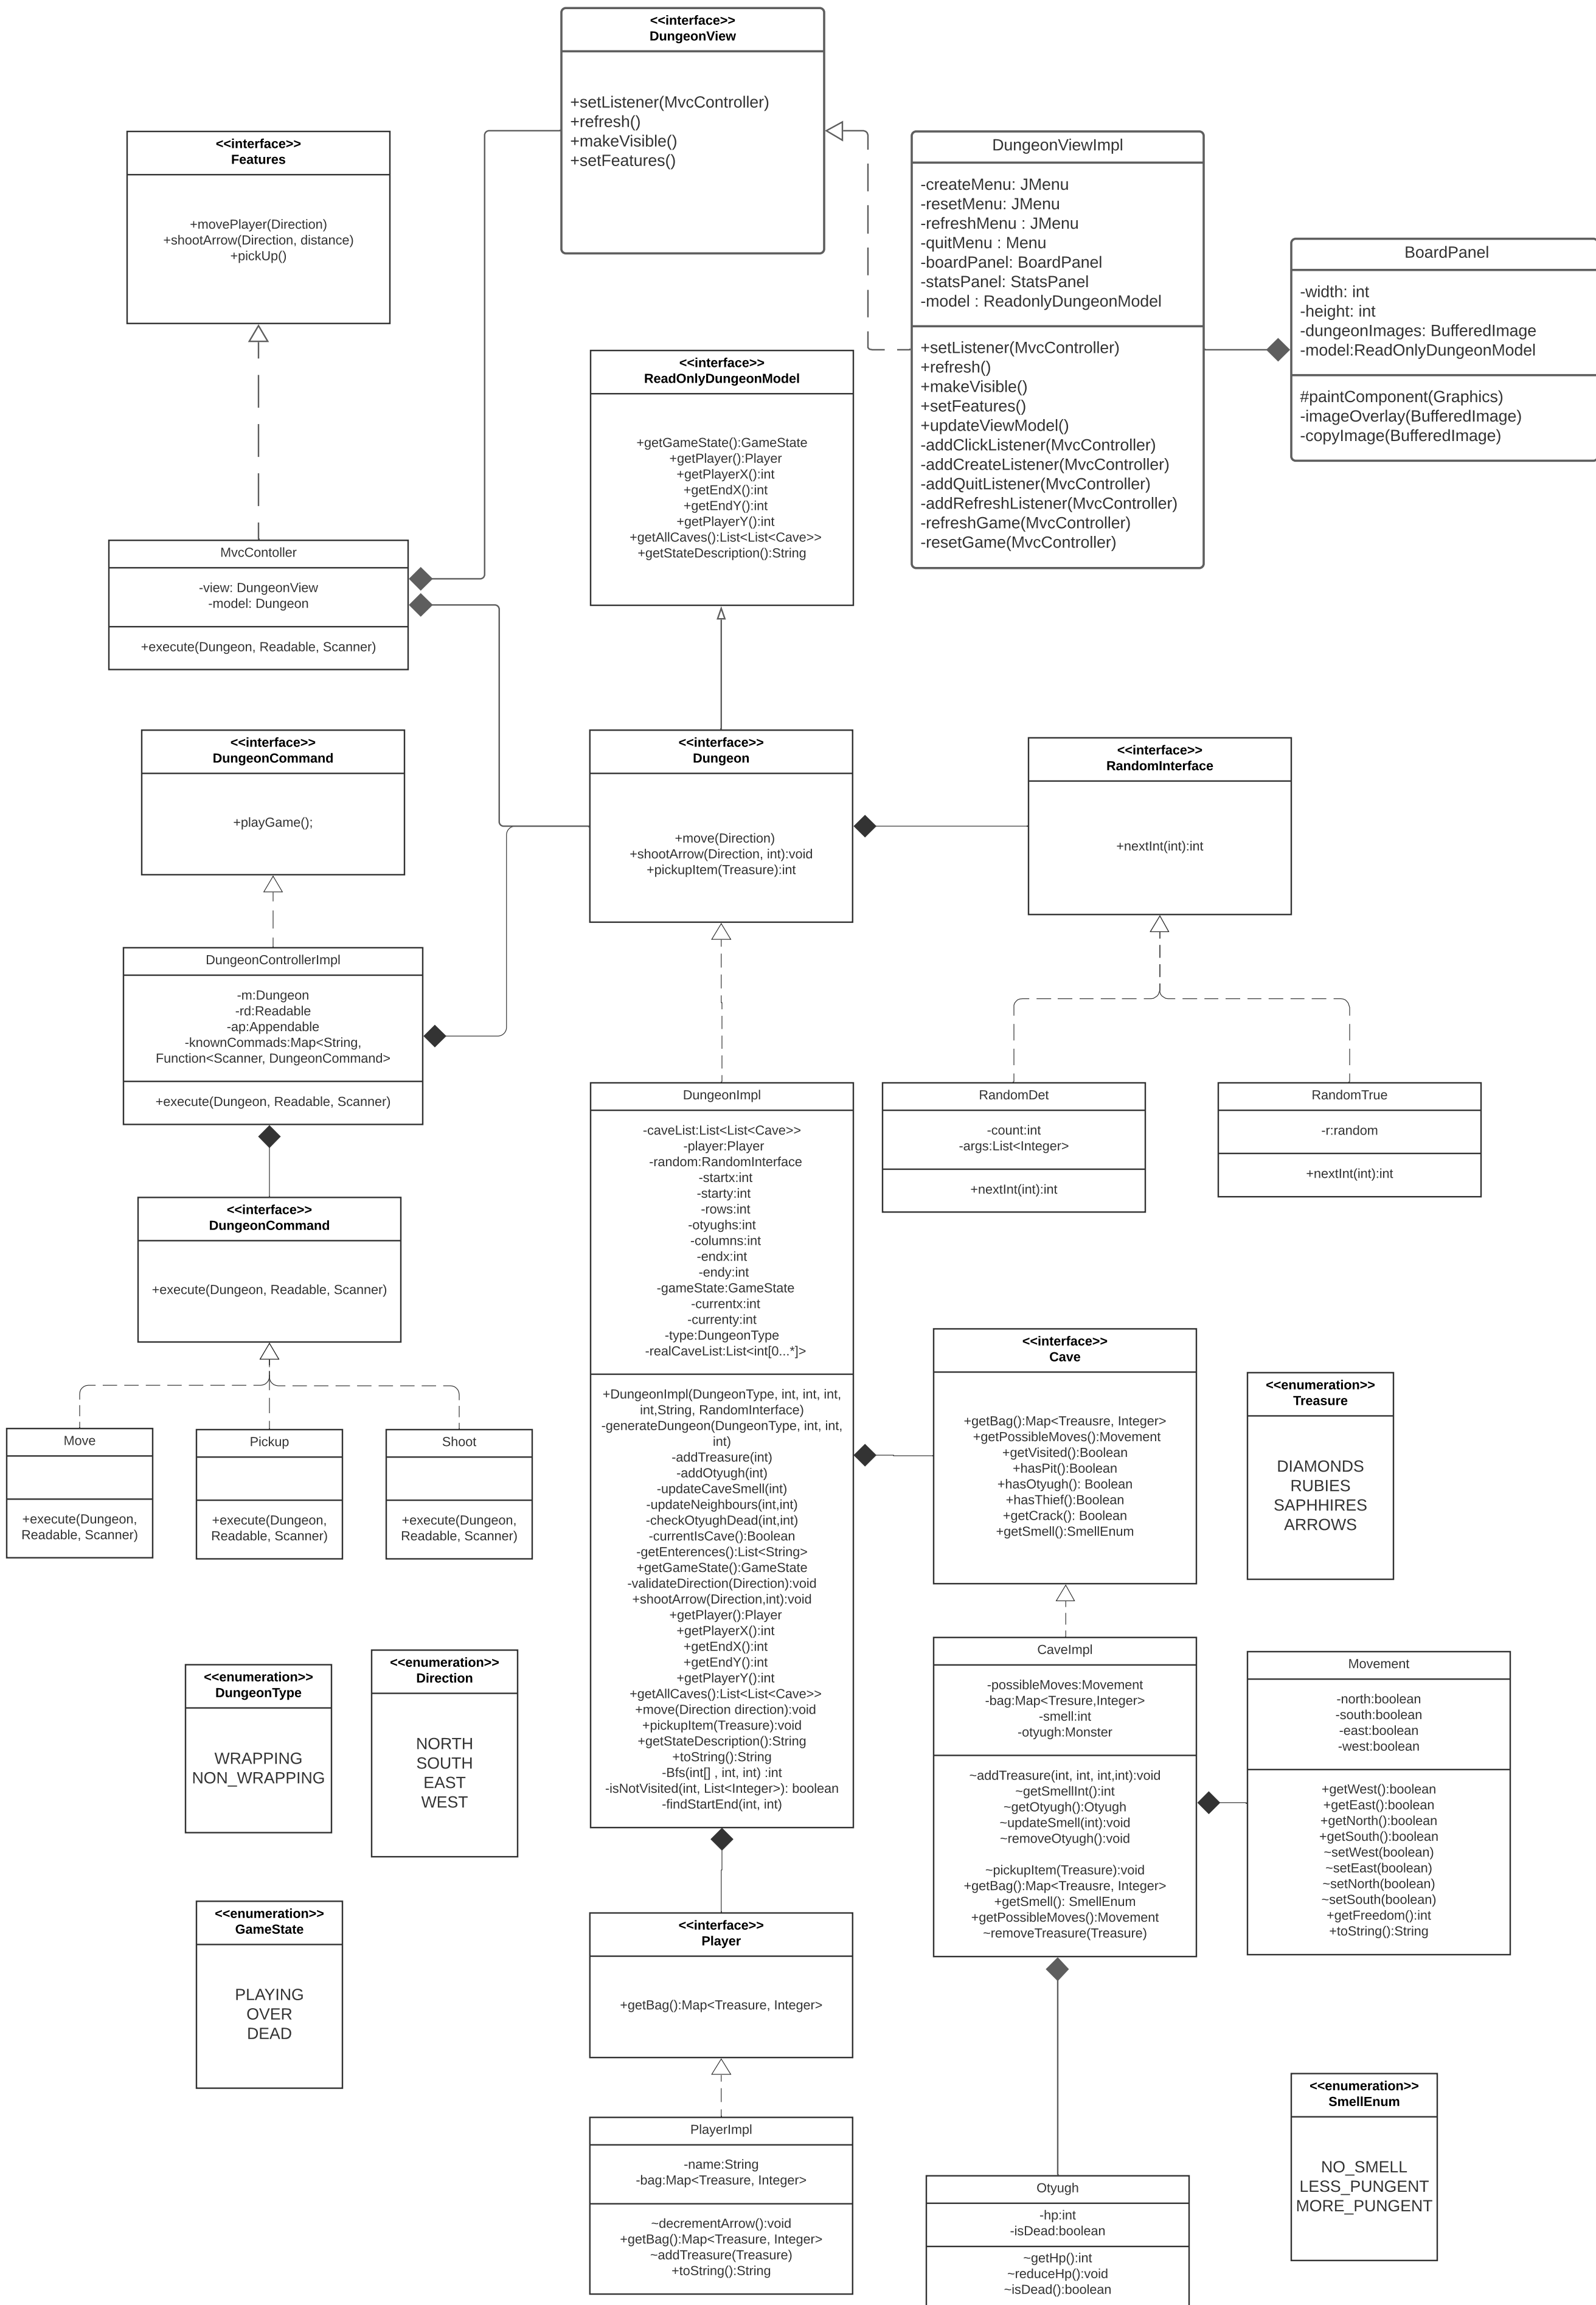 <<interface>>
DungeonView
+setListener(MvcController)
+refresh()
+makeVisible()
+setFeatures()
<<interface>>
Features
+movePlayer(Direction)
+shootArrow(Direction, distance)
+pickUp()
DungeonViewImpl
-createMenu: JMenu
-resetMenu: JMenu
-refreshMenu : JMenu
-quitMenu : Menu
-boardPanel: BoardPanel
-statsPanel: StatsPanel
-model : ReadonlyDungeonModel
+setListener(MvcController)
+refresh()
+makeVisible()
+setFeatures()
+updateViewModel()
-addClickListener(MvcController)
-addCreateListener(MvcController)
-addQuitListener(MvcController)
-addRefreshListener(MvcController)
-refreshGame(MvcController)
-resetGame(MvcController)
BoardPanel
-width: int
-height: int
-dungeonImages: BufferedImage
-model:ReadOnlyDungeonModel
#paintComponent(Graphics)
-imageOverlay(BufferedImage)
-copyImage(BufferedImage)
<<interface>>
ReadOnlyDungeonModel
+getGameState():GameState
+getPlayer():Player
+getPlayerX():int
+getEndX():int
+getEndY():int
+getPlayerY():int
+getAllCaves():List<List<Cave>>
+getStateDescription():String
MvcContoller
-view: DungeonView
-model: Dungeon
+execute(Dungeon, Readable, Scanner)
<<interface>>
DungeonCommand
+playGame();
<<interface>>
Dungeon
+move(Direction)
+shootArrow(Direction, int):void
+pickupItem(Treasure):int
<<interface>>
RandomInterface
+nextInt(int):int
DungeonControllerImpl
-m:Dungeon
-rd:Readable
-ap:Appendable
-knownCommads:Map<String,
Function<Scanner, DungeonCommand>
+execute(Dungeon, Readable, Scanner)
DungeonImpl
-caveList:List<List<Cave>>
-player:Player
-random:RandomInterface
-startx:int
-starty:int
-rows:int
-otyughs:int
-columns:int
-endx:int
-endy:int
-gameState:GameState
-currentx:int
-currenty:int
-type:DungeonType
-realCaveList:List<int[0...*]>
+DungeonImpl(DungeonType, int, int, int,
int,String, RandomInterface)
-generateDungeon(DungeonType, int, int,
int)
-addTreasure(int)
-addOtyugh(int)
-updateCaveSmell(int)
-updateNeighbours(int,int)
-checkOtyughDead(int,int)
-currentIsCave():Boolean
-getEnterences():List<String>
+getGameState():GameState
-validateDirection(Direction):void
+shootArrow(Direction,int):void
+getPlayer():Player
+getPlayerX():int
+getEndX():int
+getEndY():int
+getPlayerY():int
+getAllCaves():List<List<Cave>>
+move(Direction direction):void
+pickupItem(Treasure):void
+getStateDescription():String
+toString():String
-Bfs(int[] , int, int) :int
-isNotVisited(int, List<Integer>): boolean
-findStartEnd(int, int)
RandomDet
-count:int
-args:List<Integer>
+nextInt(int):int
RandomTrue
-r:random
+nextInt(int):int
<<interface>>
DungeonCommand
+execute(Dungeon, Readable, Scanner)
Move
+execute(Dungeon,
Readable, Scanner)
Pickup
+execute(Dungeon,
Readable, Scanner)
Shoot
+execute(Dungeon,
Readable, Scanner)
<<interface>>
Cave
+getBag():Map<Treausre, Integer>
+getPossibleMoves():Movement
+getVisited():Boolean
+hasPit():Boolean
+hasOtyugh(): Boolean
+hasThief():Boolean
+getCrack(): Boolean
+getSmell():SmellEnum
<<enumeration>>
Treasure
DIAMONDS
RUBIES
SAPHHIRES
ARROWS
<<enumeration>>
DungeonType
WRAPPING
NON_WRAPPING
<<enumeration>>
Direction
NORTH
SOUTH
EAST
WEST
CaveImpl
-possibleMoves:Movement
-bag:Map<Tresure,Integer>
-smell:int
-otyugh:Monster
~addTreasure(int, int, int,int):void
~getSmellInt():int
~getOtyugh():Otyugh
~updateSmell(int):void
~removeOtyugh():void
~pickupItem(Treasure):void
+getBag():Map<Treausre, Integer>
+getSmell(): SmellEnum
+getPossibleMoves():Movement
~removeTreasure(Treasure)
Movement
-north:boolean
-south:boolean
-east:boolean
-west:boolean
+getWest():boolean
+getEast():boolean
+getNorth():boolean
+getSouth():boolean
~setWest(boolean)
~setEast(boolean)
~setNorth(boolean)
~setSouth(boolean)
+getFreedom():int
+toString():String
<<enumeration>>
GameState
PLAYING
OVER
DEAD
<<interface>>
Player
+getBag():Map<Treasure, Integer>
PlayerImpl
-name:String
-bag:Map<Treasure, Integer>
~decrementArrow():void
+getBag():Map<Treasure, Integer>
~addTreasure(Treasure)
+toString():String
Otyugh
-hp:int
-isDead:boolean
~getHp():int
~reduceHp():void
~isDead():boolean
<<enumeration>>
SmellEnum
NO_SMELL
LESS_PUNGENT
MORE_PUNGENT